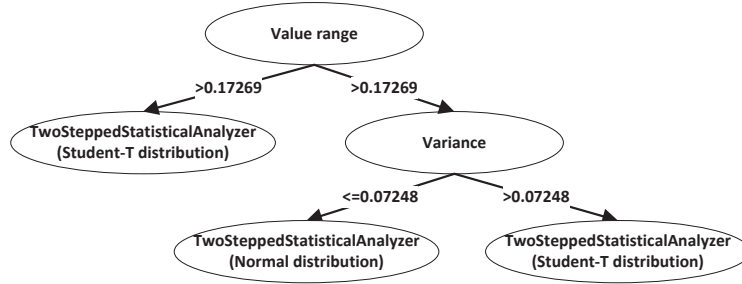 Value range
>0.17269
>0.17269
TwoSteppedStatisticalAnalyzer
(Student-T distribution)
Variance
<=0.07248
>0.07248
TwoSteppedStatisticalAnalyzer
(Normal distribution)
TwoSteppedStatisticalAnalyzer
(Student-T distribution)